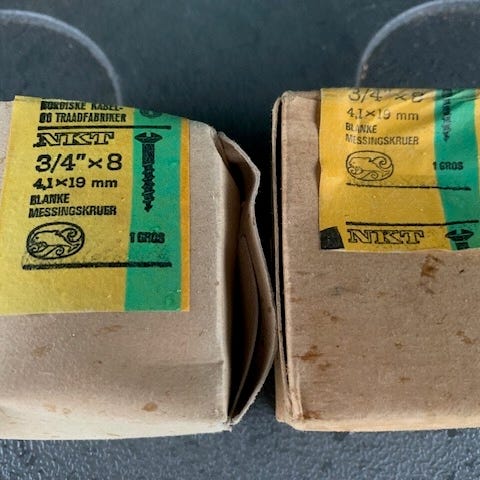 NORDISKE KABEL-
OG TRAADFABRIKER
NKT
3/4" × 8
4,1 × 19 mm
BLANKE
MESSINGSKRUER
1 GROS
3/4" × 8
4,1 × 19 mm
BLANKE
MESSINGSKRUER
1 GROS
NKT